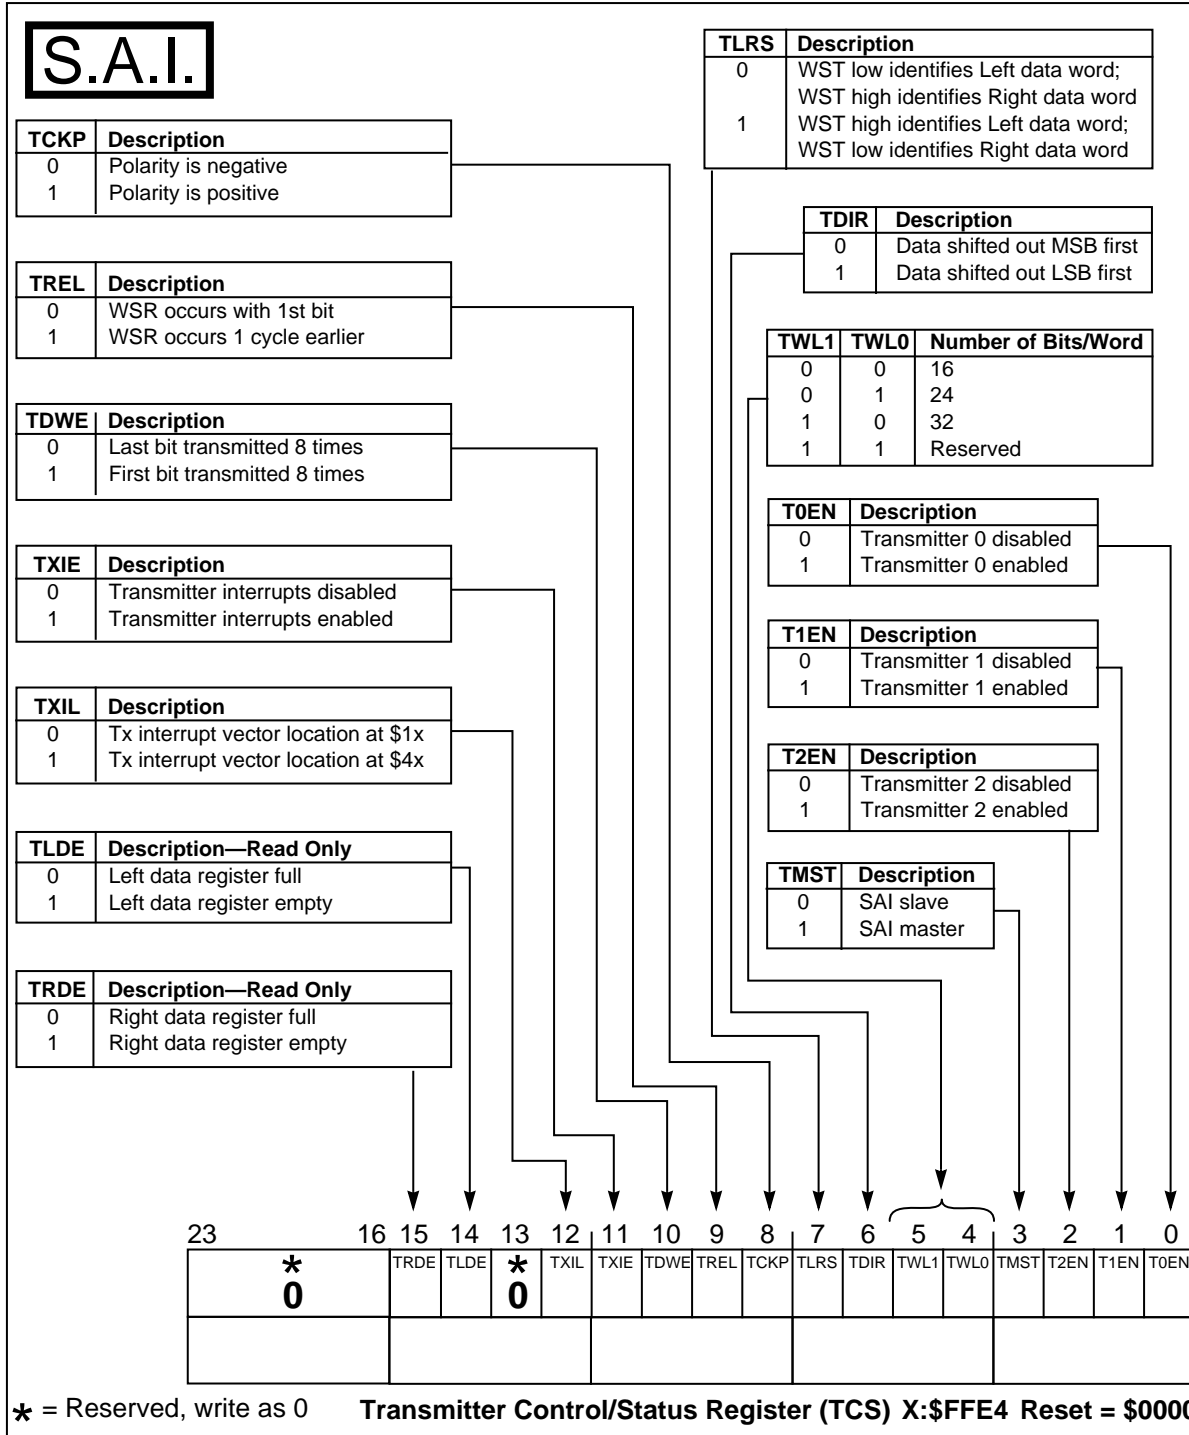 S.A.I.
TCKP Description
0 Polarity is negative
1 Polarity is positive
TREL Description
0 WSR occurs with 1st bit
1 WSR occurs 1 cycle earlier
TDWE Description
0 Last bit transmitted 8 times
1 First bit transmitted 8 times
TXIE Description
0 Transmitter interrupts disabled
1 Transmitter interrupts enabled
TXIL Description
0 Tx interrupt vector location at $1x
1 Tx interrupt vector location at $4x
TLDE Description—Read Only
0 Left data register full
1 Left data register empty
TRDE Description—Read Only
0 Right data register full
1 Right data register empty
TLRS Description
0 WST low identifies Left data word;
WST high identifies Right data word
1 WST high identifies Left data word;
WST low identifies Right data word
TDIR Description
0 Data shifted out MSB first
1 Data shifted out LSB first
TWL1 TWL0 Number of Bits/Word
0 0 16
0 1 24
1 0 32
1 1 Reserved
T0EN Description
0 Transmitter 0 disabled
1 Transmitter 0 enabled
T1EN Description
0 Transmitter 1 disabled
1 Transmitter 1 enabled
T2EN Description
0 Transmitter 2 disabled
1 Transmitter 2 enabled
TMST Description
0 SAI slave
1 SAI master
23 16 15 14 13 12 11 10 9 8 7 6 5 4 3 2 1 0
* TRDE TLDE * TXIL TXIE TDWE TREL TCKP TLRS TDIR TWL1 TWL0 TMST T2EN T1EN T0EN
0 0
* = Reserved, write as 0 Transmitter Control/Status Register (TCS) X:$FFE4 Reset = $0000